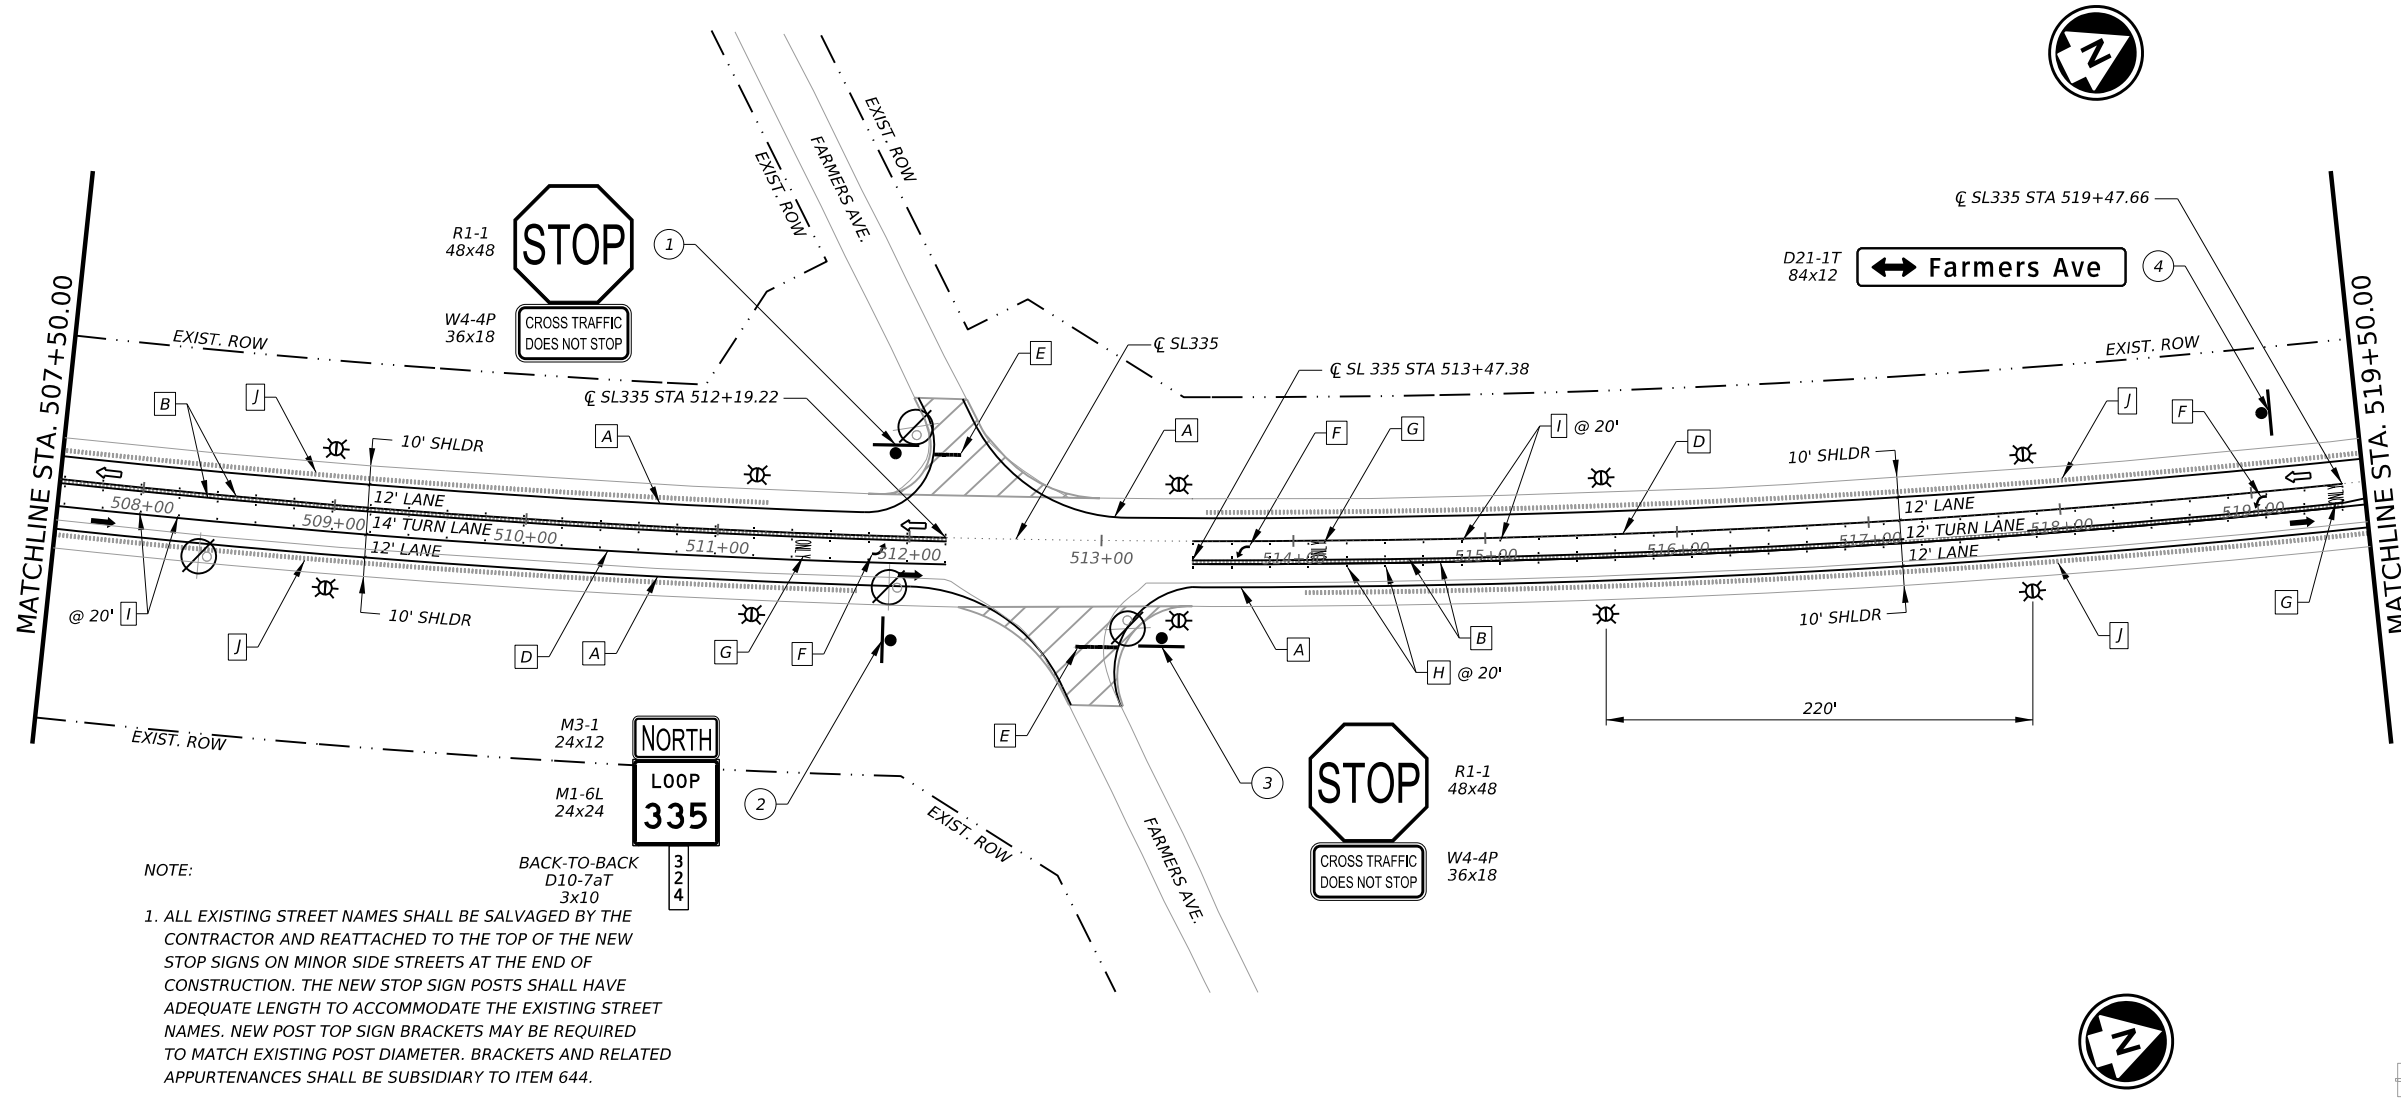 N
EXIST. ROW
EXIST. ROW
FARMERS AVE.
℄ SL335 STA 519+47.66
R1-1
48x48
STOP
1
D21-1T
84x12
Farmers Ave
4
W4-4P
36x18
CROSS TRAFFIC
DOES NOT STOP
MATCHLINE STA. 507+50.00
MATCHLINE STA. 519+50.00
EXIST. ROW
EXIST. ROW
E
℄ SL335
℄ SL 335 STA 513+47.38
℄ SL335 STA 512+19.22
B
J
A
10' SHLDR
A
F
G
I @ 20'
D
10' SHLDR
J
F
12' LANE
14' TURN LANE
12' LANE
12' LANE
12' TURN LANE
12' LANE
508+00
509+00
510+00
511+00
512+00
513+00
514+00
515+00
516+00
517+00
518+00
519+00
ONLY
ONLY
ONLY
@ 20' I
10' SHLDR
10' SHLDR
G
J
D
A
G
F
E
A
H @ 20'
B
J
220'
EXIST. ROW
M3-1
24x12
NORTH
M1-6L
24x24
LOOP
335
2
3
STOP
R1-1
48x48
EXIST. ROW
FARMERS AVE.
CROSS TRAFFIC
DOES NOT STOP
W4-4P
36x18
BACK-TO-BACK
D10-7aT
3x10
3
2
4
NOTE:
1. ALL EXISTING STREET NAMES SHALL BE SALVAGED BY THE
CONTRACTOR AND REATTACHED TO THE TOP OF THE NEW
STOP SIGNS ON MINOR SIDE STREETS AT THE END OF
CONSTRUCTION. THE NEW STOP SIGN POSTS SHALL HAVE
ADEQUATE LENGTH TO ACCOMMODATE THE EXISTING STREET
NAMES. NEW POST TOP SIGN BRACKETS MAY BE REQUIRED
TO MATCH EXISTING POST DIAMETER. BRACKETS AND RELATED
APPURTENANCES SHALL BE SUBSIDIARY TO ITEM 644.
N